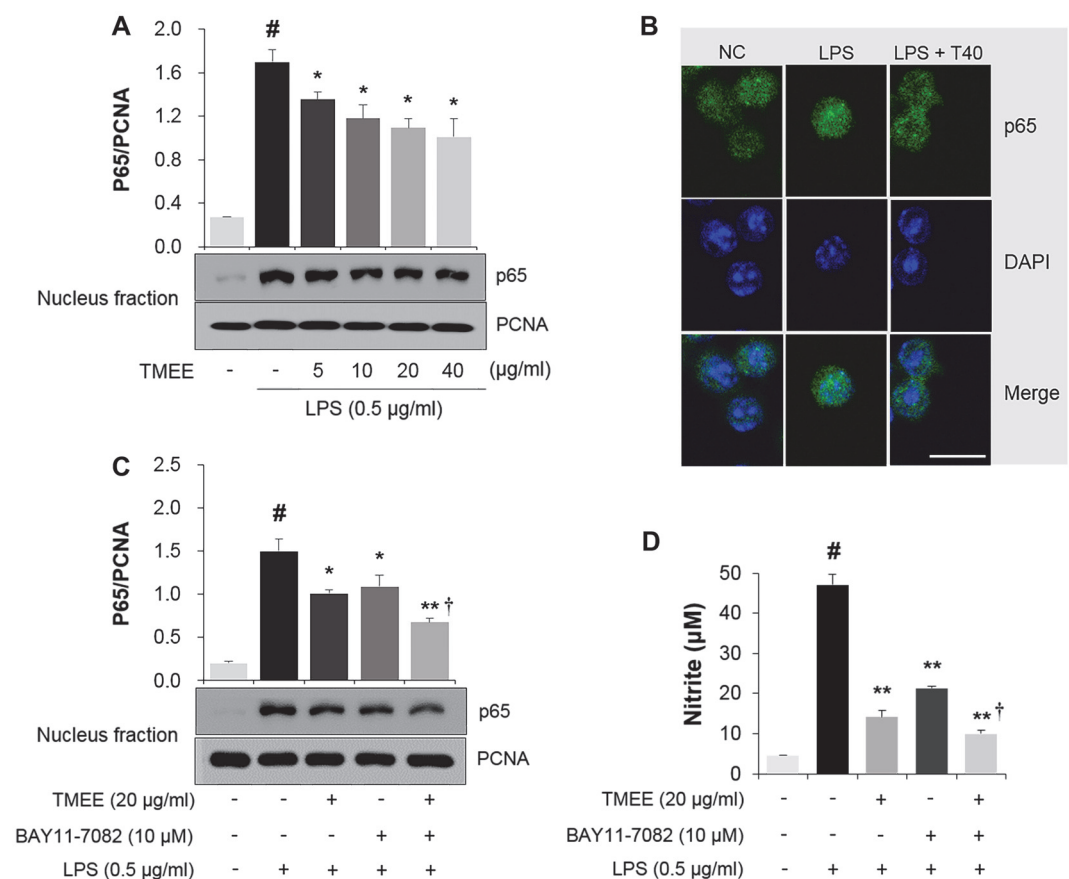 A
2.0
1.6
1.2
0.8
0.4
0.0
P65/PCNA
#
*
*
*
*
Nucleus fraction
p65
PCNA
TMEE - - 5 10 20 40 (µg/ml)
LPS (0.5 µg/ml)
B
NC LPS LPS + T40
p65
DAPI
Merge
C
2.5
2.0
1.5
1.0
0.5
0.0
P65/PCNA
#
*
*
** †
Nucleus fraction
p65
PCNA
TMEE (20 µg/ml) - - + - +
BAY11-7082 (10 µM) - - - + +
LPS (0.5 µg/ml) - + + + +
D
50
40
30
20
10
0
Nitrite (µM)
#
**
**
** †
TMEE (20 µg/ml) - - + - +
BAY11-7082 (10 µM) - - - + +
LPS (0.5 µg/ml) - + + + +